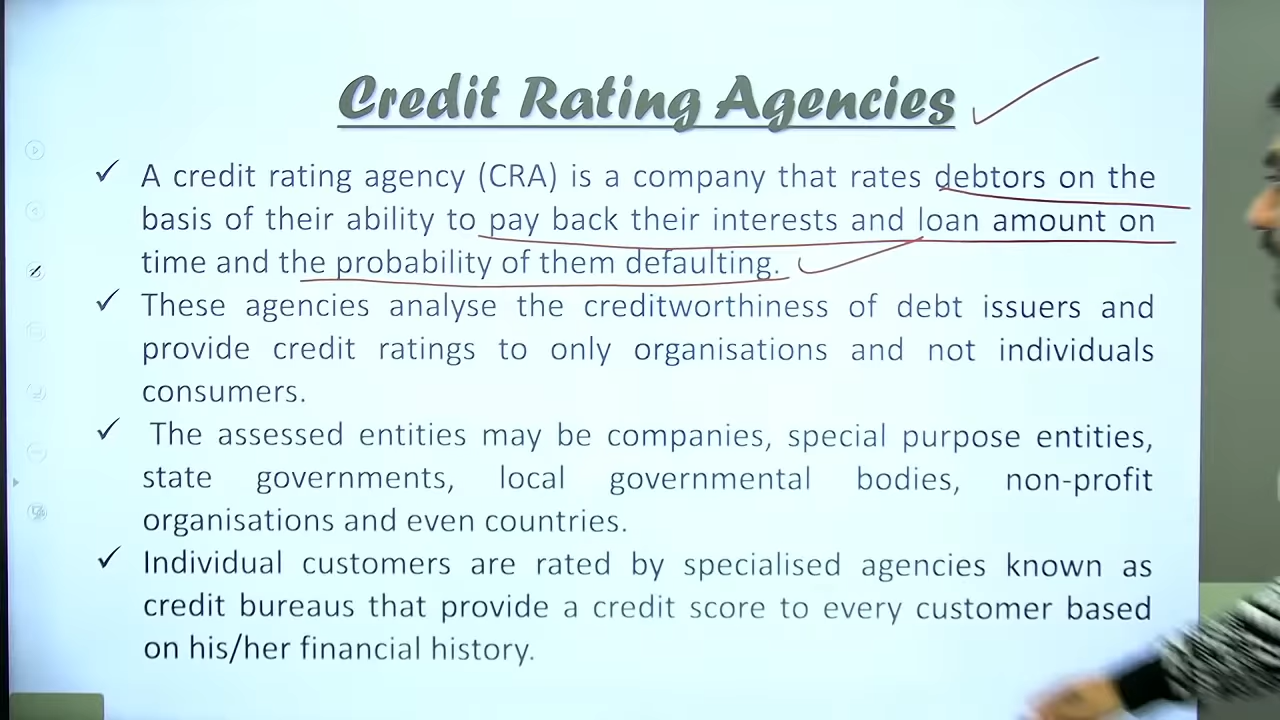 Credit Rating Agencies
✓ A credit rating agency (CRA) is a company that rates debtors on the
basis of their ability to pay back their interests and loan amount on
time and the probability of them defaulting.
✓ These agencies analyse the creditworthiness of debt issuers and
provide credit ratings to only organisations and not individuals
consumers.
✓ The assessed entities may be companies, special purpose entities,
state governments, local governmental bodies, non-profit
organisations and even countries.
✓ Individual customers are rated by specialised agencies known as
credit bureaus that provide a credit score to every customer based
on his/her financial history.